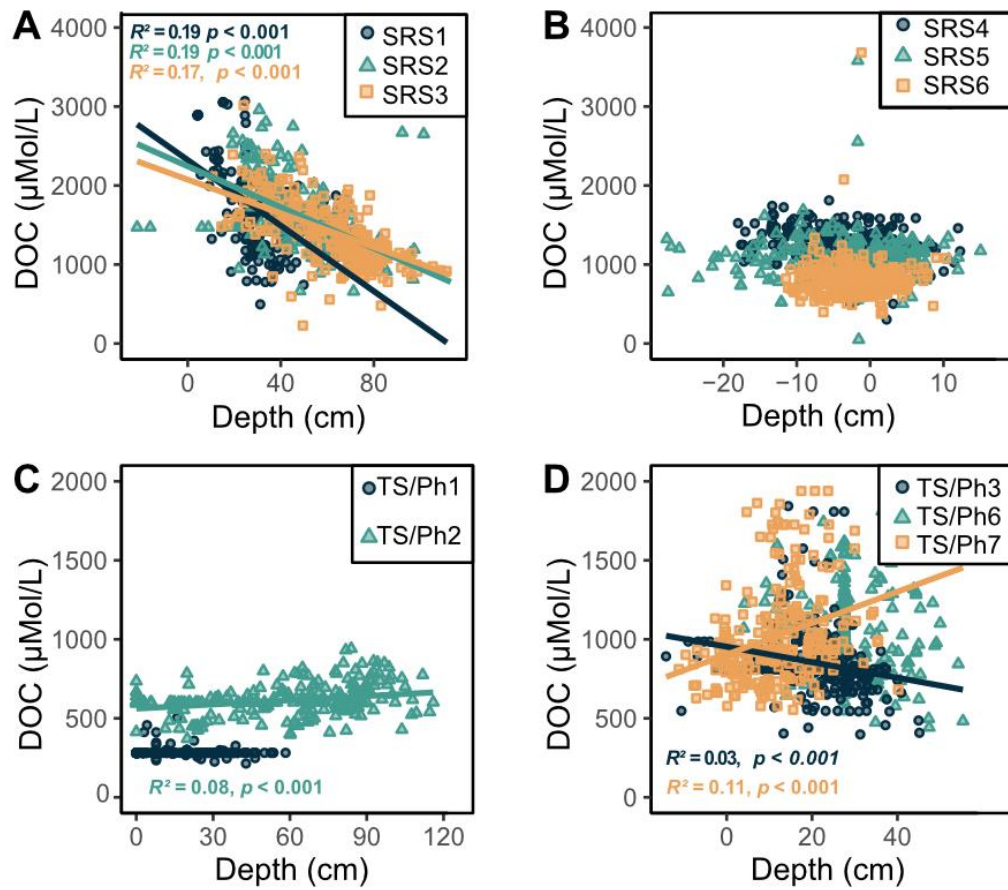 A
R² = 0.19 p < 0.001
R² = 0.19 p < 0.001
R² = 0.17, p < 0.001
SRS1
SRS2
SRS3
4000
3000
2000
1000
0
DOC (µMol/L)
0 40 80
Depth (cm)
B
SRS4
SRS5
SRS6
4000
3000
2000
1000
0
DOC (µMol/L)
−20 −10 0 10
Depth (cm)
C
TS/Ph1
TS/Ph2
2000
1500
1000
500
0
DOC (µMol/L)
R² = 0.08, p < 0.001
0 30 60 90 120
Depth (cm)
D
TS/Ph3
TS/Ph6
TS/Ph7
2000
1500
1000
500
0
DOC (µMol/L)
R² = 0.03, p < 0.001
R² = 0.11, p < 0.001
0 20 40
Depth (cm)